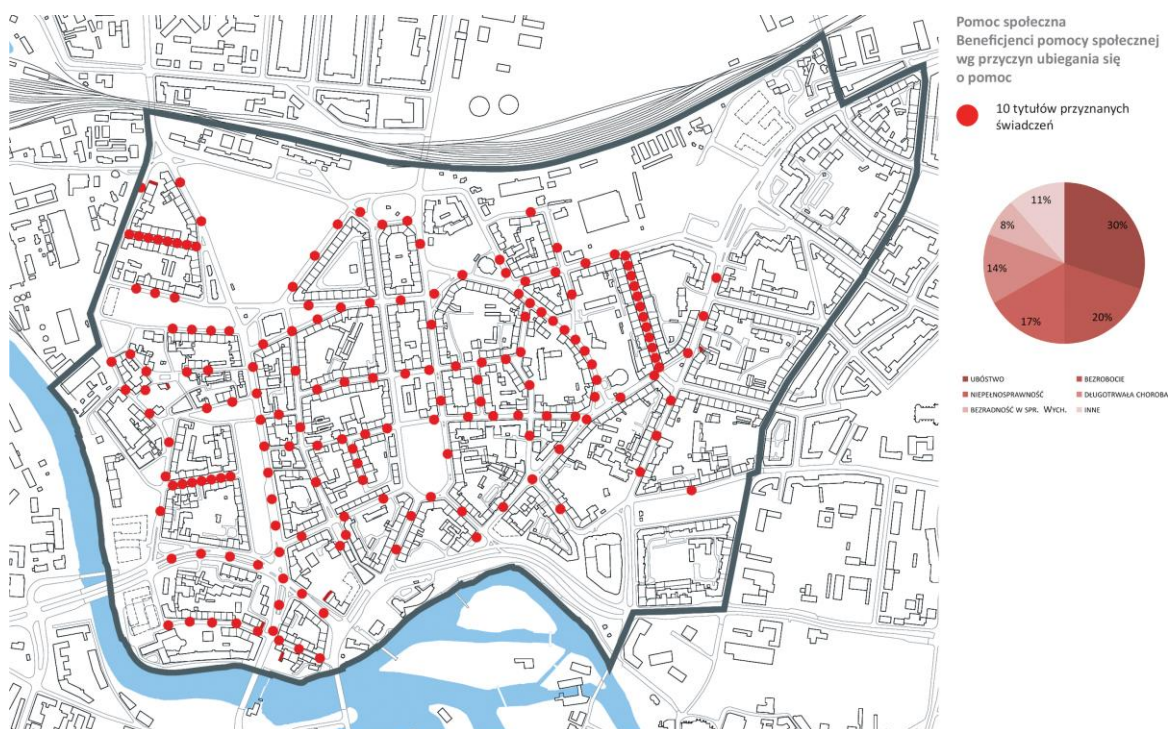 Pomoc społeczna
Beneficjenci pomocy społecznej
wg przyczyn ubiegania się
o pomoc
10 tytułów przyznanych
świadczeń
11%
30%
8%
14%
17%
20%
UBÓSTWO
BEZROBOCIE
NIEPEŁNOSPRAWNOŚĆ
DŁUGOTRWAŁA CHOROBA
BEZRADNOŚĆ W SPR. WYCH.
INNE